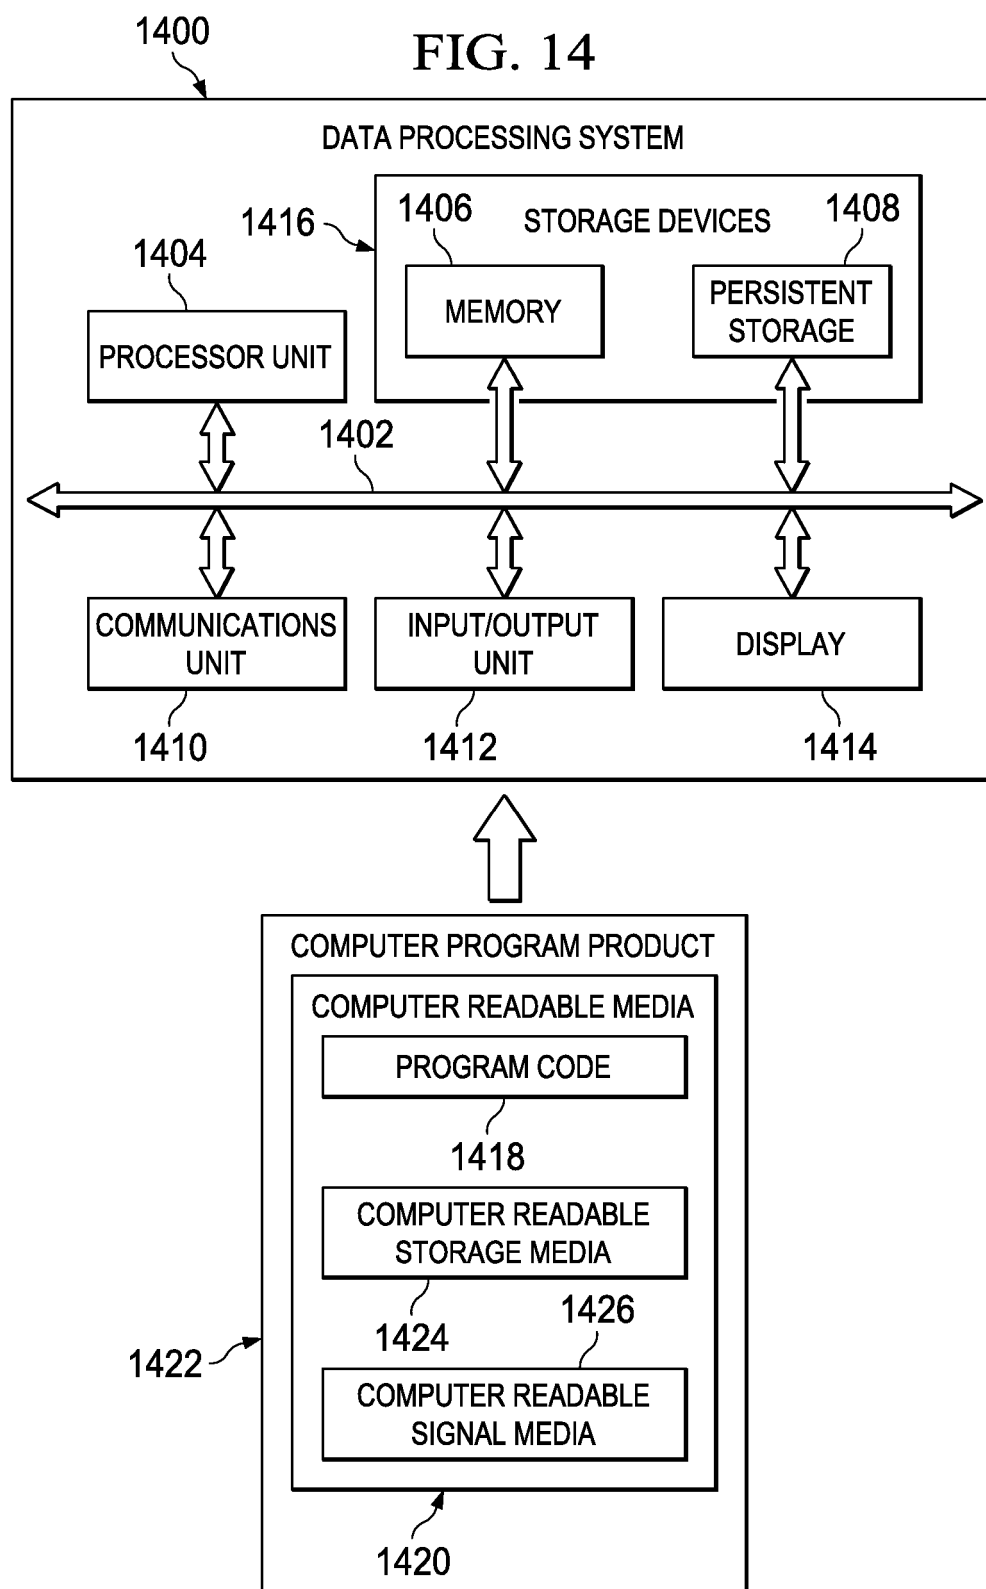 1400
FIG. 14
DATA PROCESSING SYSTEM
1416
1406
STORAGE DEVICES
1408
1404
MEMORY
PERSISTENT
STORAGE
PROCESSOR UNIT
1402
COMMUNICATIONS
UNIT
INPUT/OUTPUT
UNIT
DISPLAY
1410
1412
1414
COMPUTER PROGRAM PRODUCT
COMPUTER READABLE MEDIA
PROGRAM CODE
1418
COMPUTER READABLE
STORAGE MEDIA
1424
1426
1422
COMPUTER READABLE
SIGNAL MEDIA
1420